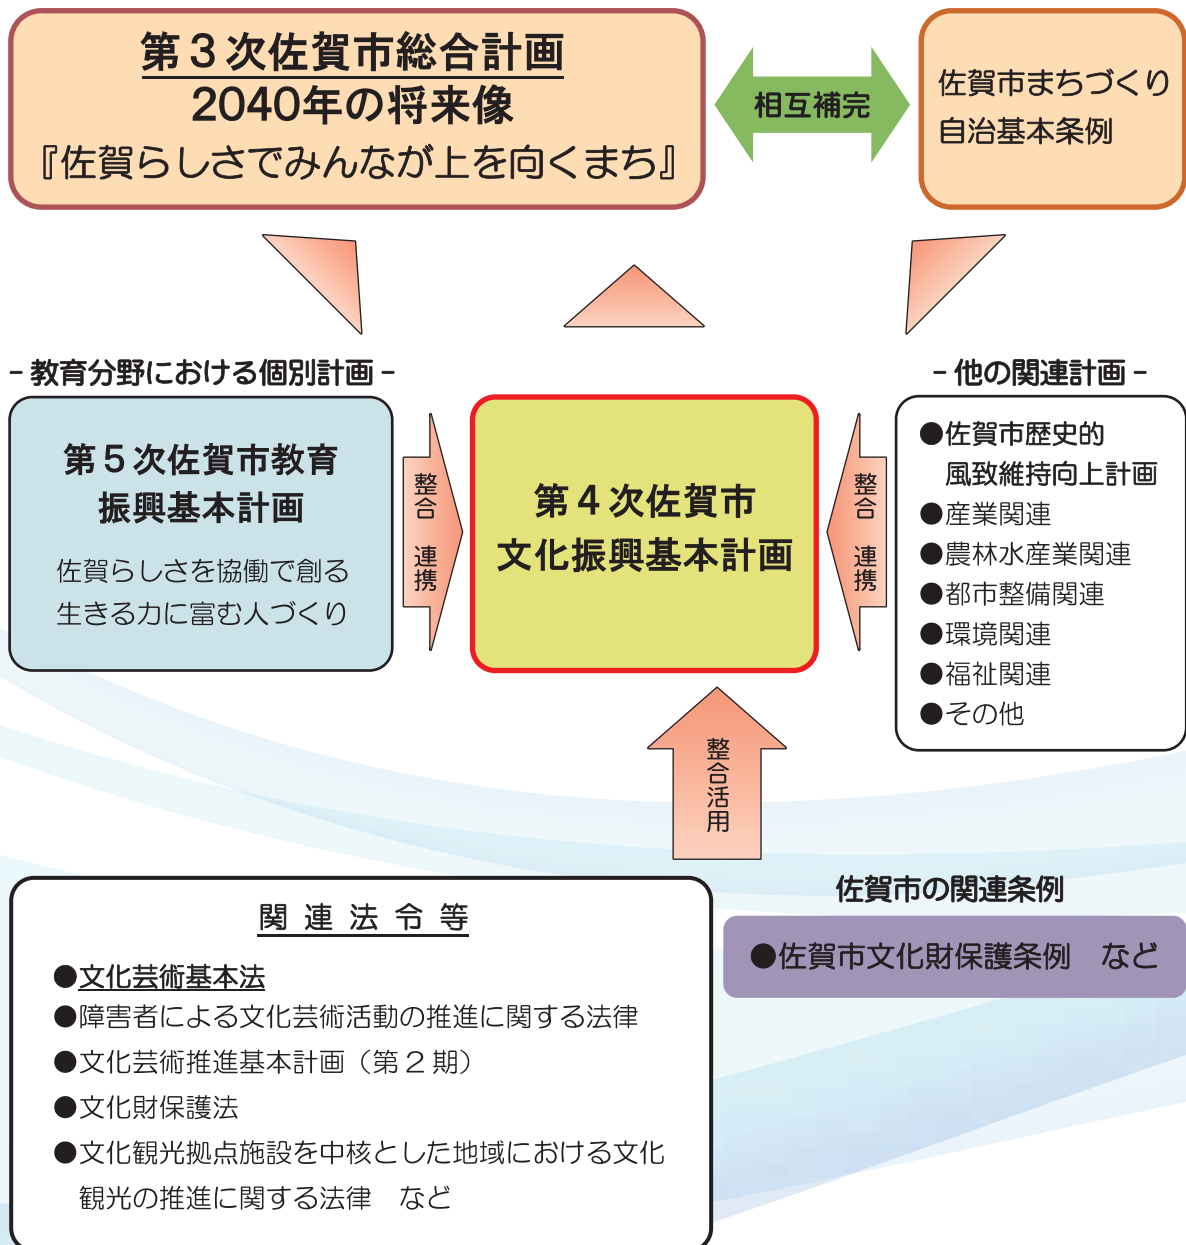 第3次佐賀市総合計画
2040年の将来像
『佐賀らしさでみんなが上を向くまち』
相互補完
佐賀市まちづくり
自治基本条例
- 教育分野における個別計画 -
第5次佐賀市教育
振興基本計画
佐賀らしさを協働で創る
生きる力に富む人づくり
整合 連携
第4次佐賀市
文化振興基本計画
整合 連携
- 他の関連計画 -
●佐賀市歴史的
風致維持向上計画
●産業関連
●農林水産業関連
●都市整備関連
●環境関連
●福祉関連
●その他
整合活用
関連法令等
●文化芸術基本法
●障害者による文化芸術活動の推進に関する法律
●文化芸術推進基本計画（第2期）
●文化財保護法
●文化観光拠点施設を中核とした地域における文化
観光の推進に関する法律　など
佐賀市の関連条例
●佐賀市文化財保護条例　など